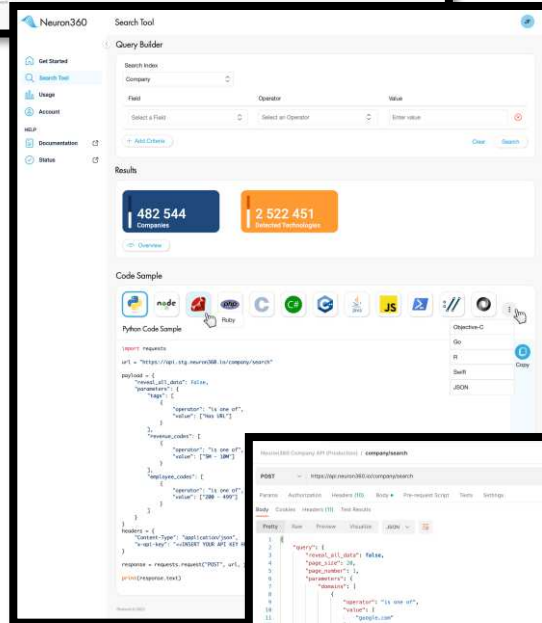 Neuron360
Search Tool
Get Started
Search Tool
Usage
Account
HELP
Documentation
Status
Query Builder
Search Index
Company
Field
Operator
Value
Select a Field
Select an Operator
Enter value
+ Add Criteria
Clear
Search
Results
482 544
Companies
2 522 451
Detected Technologies
Overview
Code Sample
node
php
C
C#
JS
Ruby
Python Code Sample
Objective-C
Go
R
Swift
JSON
Copy
import requests
url = "https://api.stg.neuron360.io/company/search"
payload = {
"reveal_all_data": False,
"parameters": {
"tags": [
{
"operator": "is one of",
"value": ["Has URL"]
}
],
"revenue_codes": [
{
"operator": "is one of",
"value": ["5M - 10M"]
}
],
"employee_codes": [
{
"operator": "is one of",
"value": ["200 - 499"]
}
]
}
}
headers = {
"Content-Type": "application/json",
"x-api-key": "<<INSERT YOUR API KEY
}
response = requests.request("POST", url,
print(response.text)
Neuron360 Company API (Production) / company/search
POST
https://api.neuron360.io/company/search
Params Authorization Headers (10) Body Pre-request Script Tests Settings
Body Cookies Headers (11) Test Results
Pretty Raw Preview Visualize JSON
1 {
2 "query": {
3 "reveal_all_data": false,
4 "page_size": 20,
5 "page_number": 1,
6 "parameters": {
7 "domains": [
8 {
9 "operator": "is one of",
10 "value": [
11 "google.com"